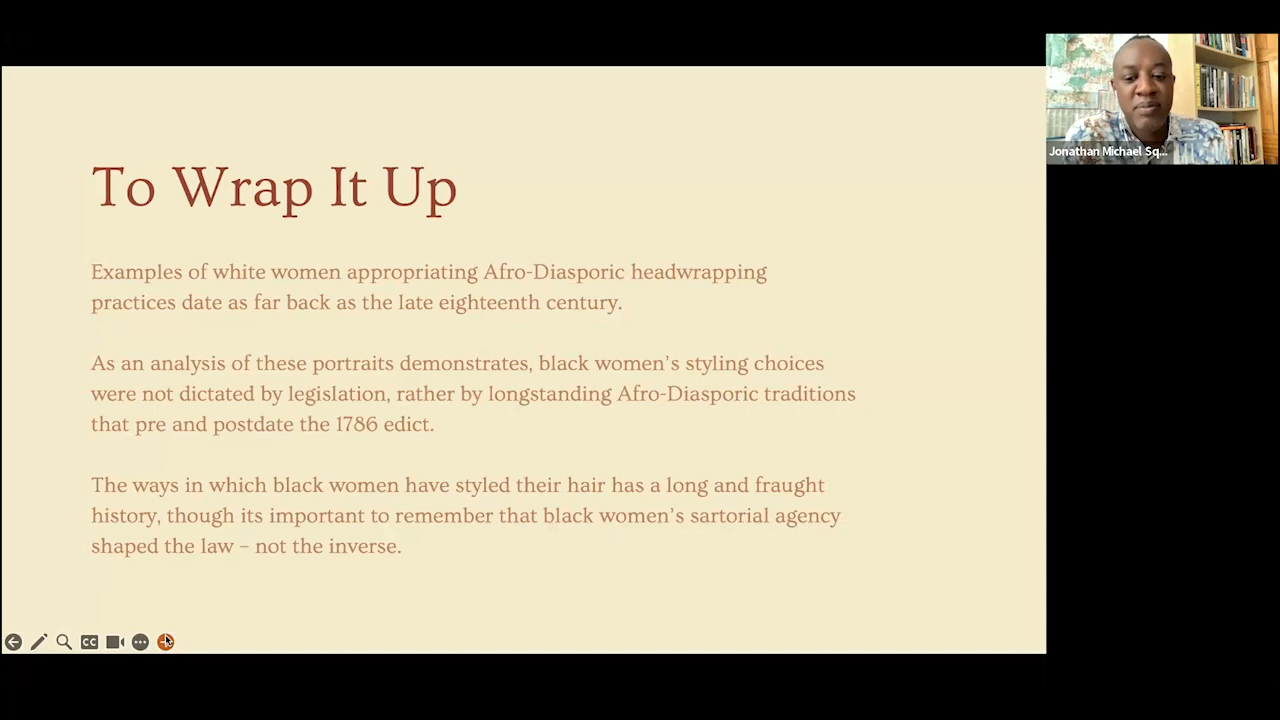 To Wrap It Up
Examples of white women appropriating Afro-Diasporic headwrapping
practices date as far back as the late eighteenth century.
As an analysis of these portraits demonstrates, black women’s styling choices
were not dictated by legislation, rather by longstanding Afro-Diasporic traditions
that pre and postdate the 1786 edict.
The ways in which black women have styled their hair has a long and fraught
history, though its important to remember that black women’s sartorial agency
shaped the law – not the inverse.
Jonathan Michael Sq...
CC